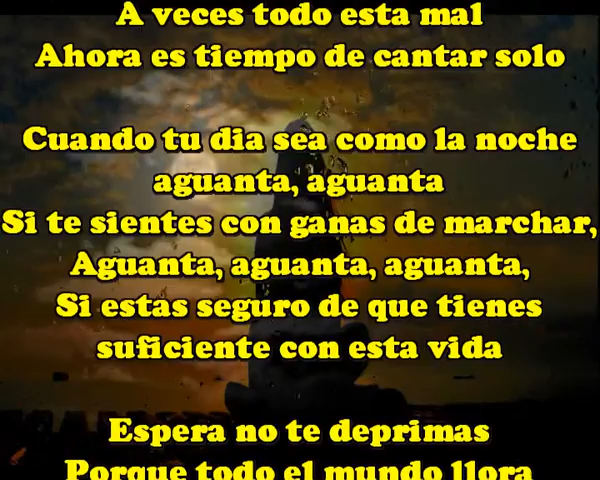 A veces todo esta mal
Ahora es tiempo de cantar solo
Cuando tu dia sea como la noche
aguanta, aguanta
Si te sientes con ganas de marchar,
Aguanta, aguanta, aguanta,
Si estas seguro de que tienes
suficiente con esta vida
Espera no te deprimas
Porque todo el mundo llora